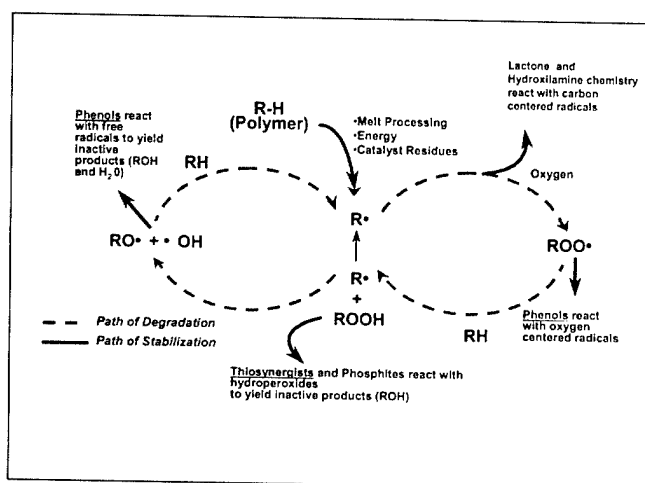 Lactone and
Hydroxilamine chemistry
react with carbon
centered radicals
R-H
(Polymer)
•Melt Processing
•Energy
•Catalyst Residues
Phenols react
with free
radicals to yield
inactive
products (ROH
and H₂0)
RH
Oxygen
R•
RO• + • OH
ROO•
R•
+
ROOH
RH
Phenols react
with oxygen
centered radicals
Path of Degradation
Path of Stabilization
Thiosynergists and Phosphites react with
hydroperoxides
to yield inactive products (ROH)